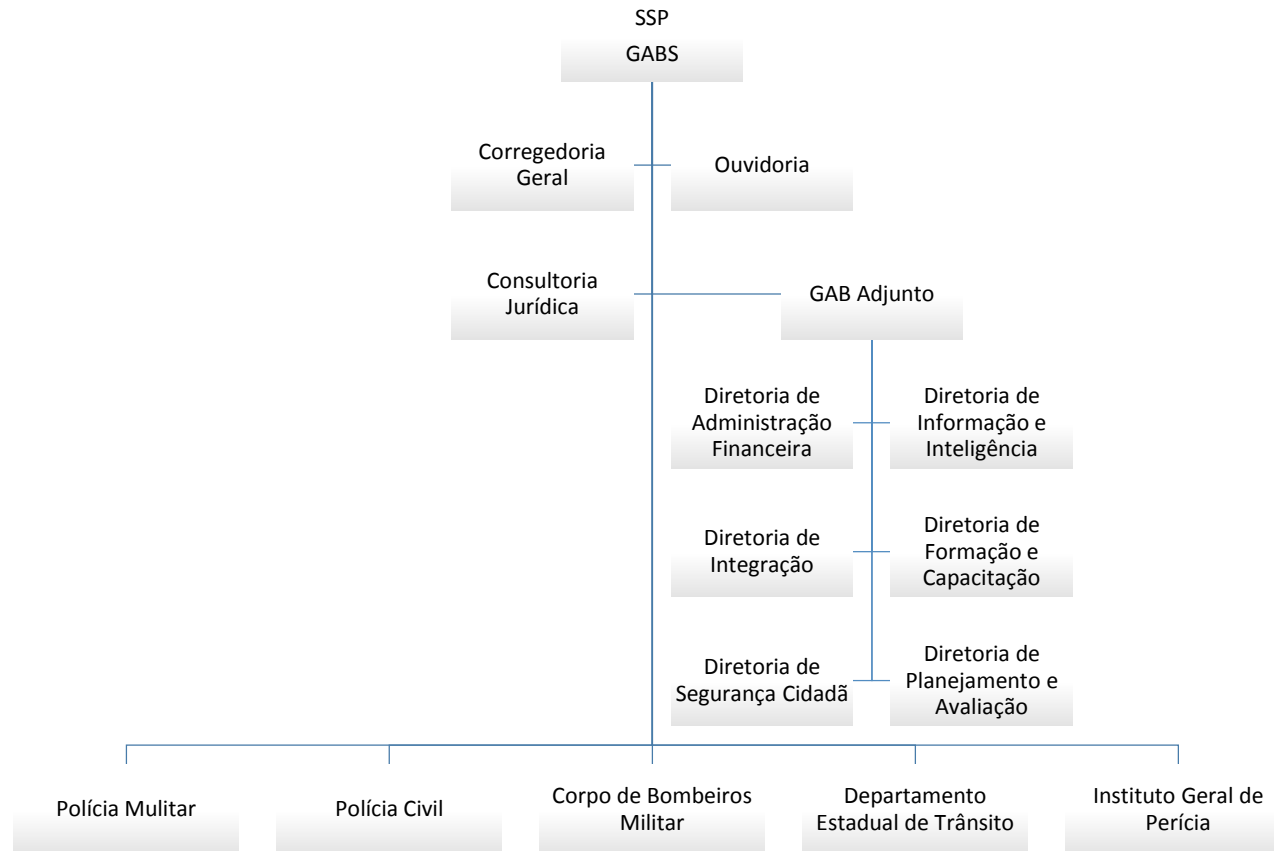 SSP
GABS
Corregedoria
Geral
Ouvidoria
Consultoria
Jurídica
GAB Adjunto
Diretoria de
Administração
Financeira
Diretoria de
Informação e
Inteligência
Diretoria de
Integração
Diretoria de
Formação e
Capacitação
Diretoria de
Segurança Cidadã
Diretoria de
Planejamento e
Avaliação
Polícia Mulitar
Polícia Civil
Corpo de Bombeiros
Militar
Departamento
Estadual de Trânsito
Instituto Geral de
Perícia